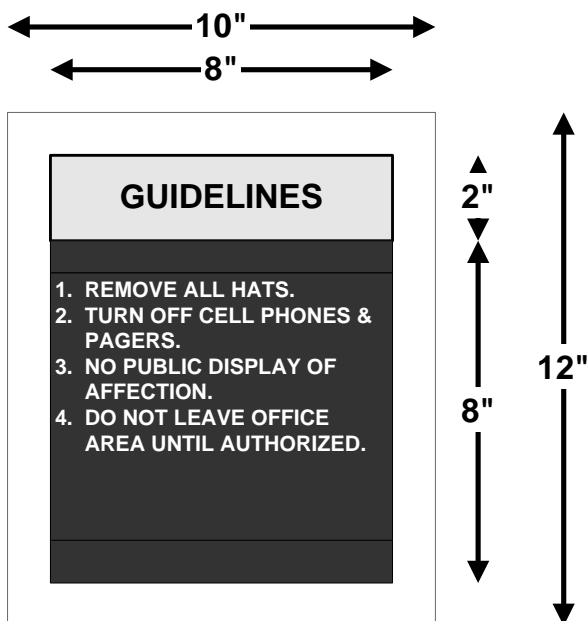 10"
8"
GUIDELINES
2"
1. REMOVE ALL HATS.
2. TURN OFF CELL PHONES &
PAGERS.
3. NO PUBLIC DISPLAY OF
AFFECTION.
4. DO NOT LEAVE OFFICE
AREA UNTIL AUTHORIZED.
8"
12"